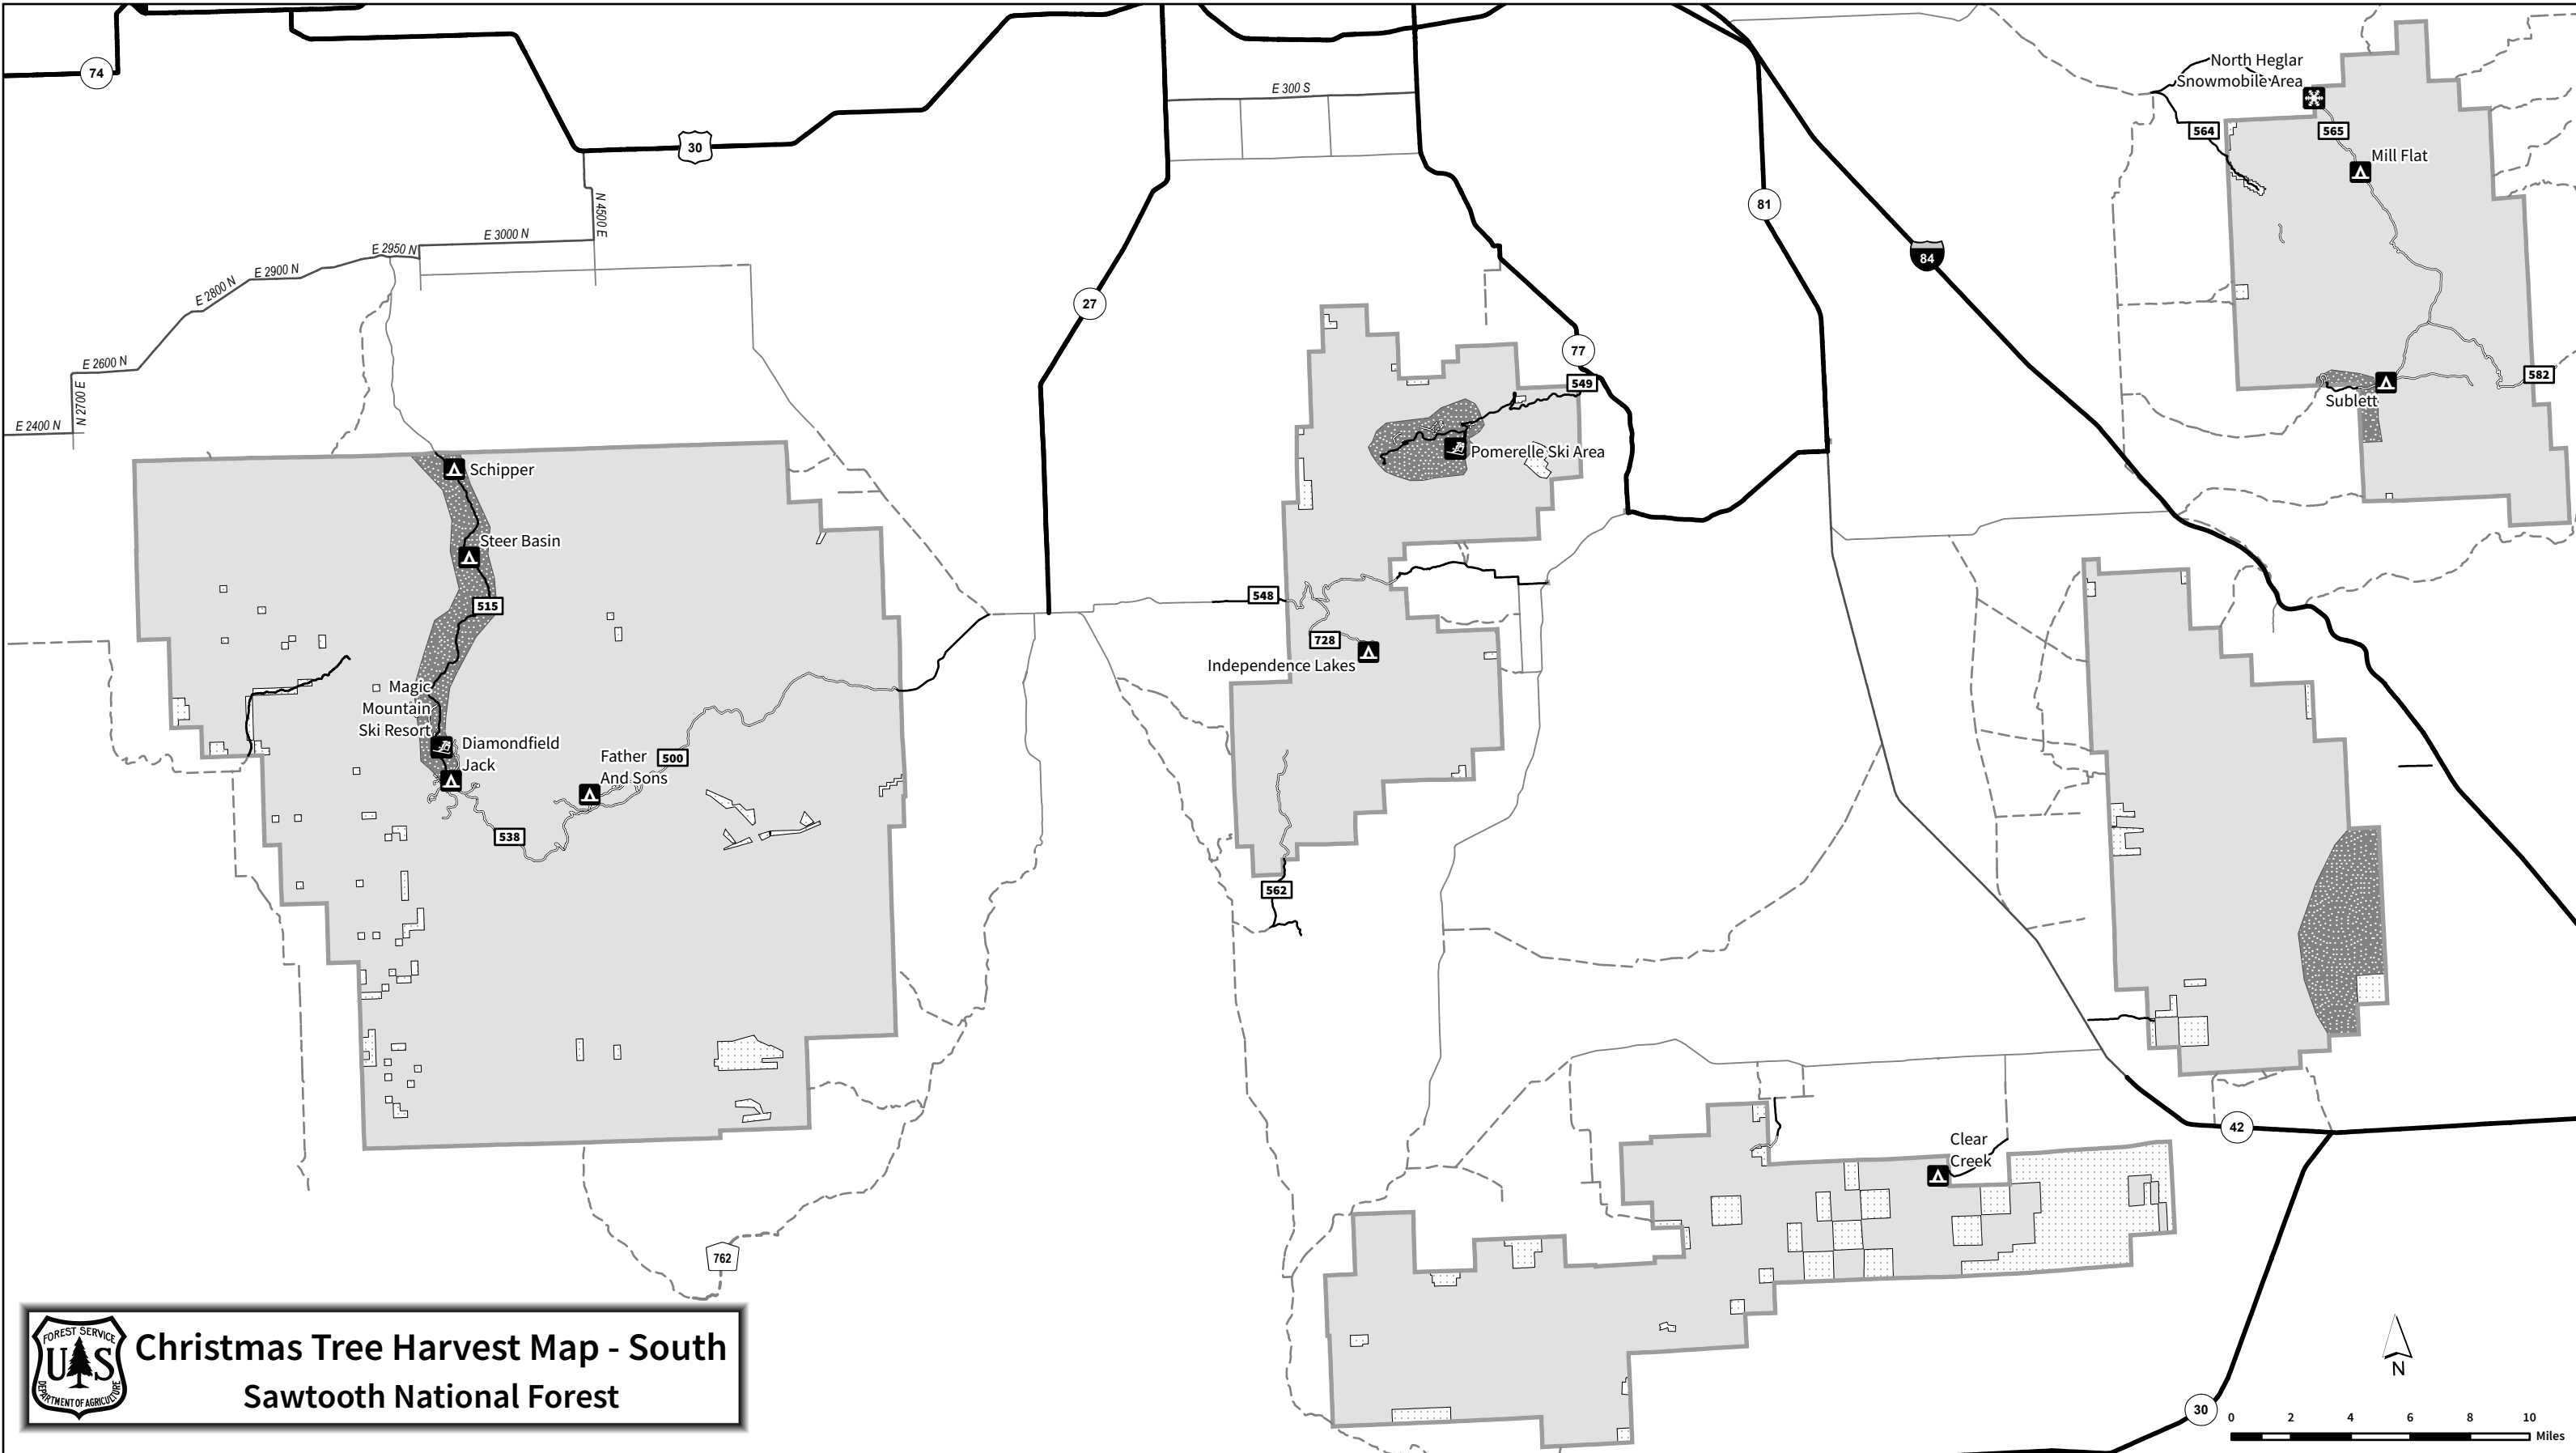 74
30
E 300 S
North Heglar
Snowmobile Area
564
565
Mill Flat
N 4500 E
E 3000 N
E 2950 N
E 2900 N
E 2800 N
E 2600 N
N 2700 E
E 2400 N
81
84
27
77
549
582
Sublett
Pomerelle Ski Area
Schipper
Steer Basin
515
548
728
Independence Lakes
Magic
Mountain
Ski Resort
Diamondfield
Jack
Father
And Sons
500
538
562
42
Clear
Creek
762
FOREST SERVICE
U S
DEPARTMENT OF AGRICULTURE
Christmas Tree Harvest Map - South
Sawtooth National Forest
N
30
0 2 4 6 8 10
Miles